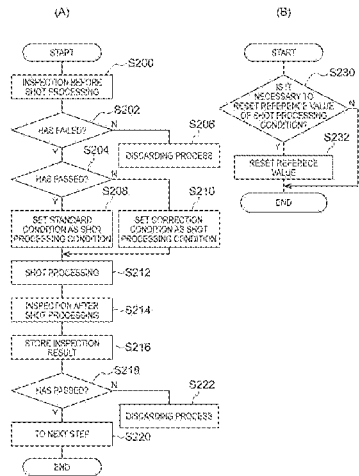 (A)
START
S200
INSPECTION BEFORE
SHOT PROCESSING
S202
HAS FAILED?
N
Y
S206
DISCARDING PROCESS
S204
HAS PASSED?
N
Y
S208
SET STANDARD
CONDITION AS SHOT
PROCESSING CONDITION
S210
SET CORRECTION
CONDITION AS SHOT
PROCESSING CONDITION
SHOT PROCESSING
S212
INSPECTION AFTER
SHOT PROCESSING
S214
STORE INSPECTION
RESULT
S216
S218
HAS PASSED?
N
Y
S222
DISCARDING PROCESS
TO NEXT STEP
S220
END
(B)
START
S230
IS IT
NECESSARY TO
RESET REFERENCE VALUE
OF SHOT PROCESSING
CONDITION?
N
Y
S232
RESET REFERECE
VALUE
END